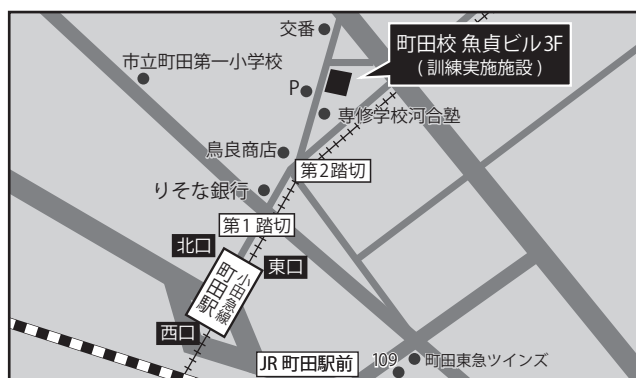 交番
町田校 魚貞ビル3F
(訓練実施施設)
市立町田第一小学校
P
専修学校河合塾
鳥良商店
第2踏切
りそな銀行
第1踏切
北口
東口
小田急線
町田駅
西口
JR 町田駅前
109
町田東急ツインズ